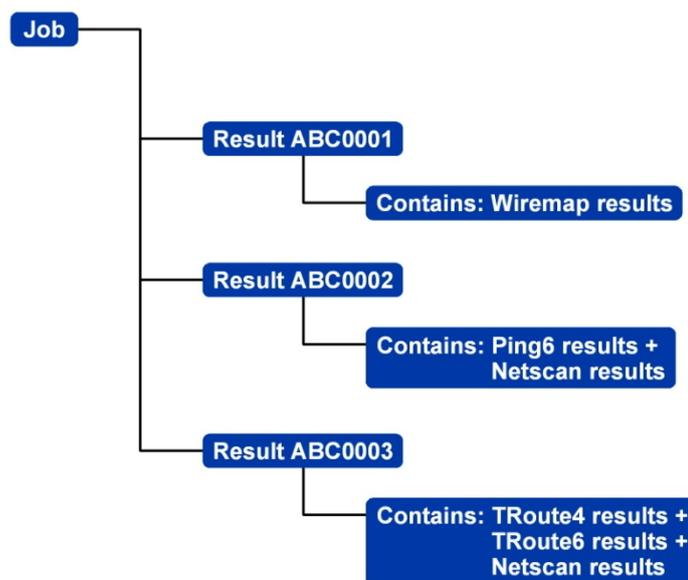 Job
Result ABC0001
Contains: Wiremap results
Result ABC0002
Contains: Ping6 results +
Netscan results
Result ABC0003
Contains: TRoute4 results +
TRoute6 results +
Netscan results